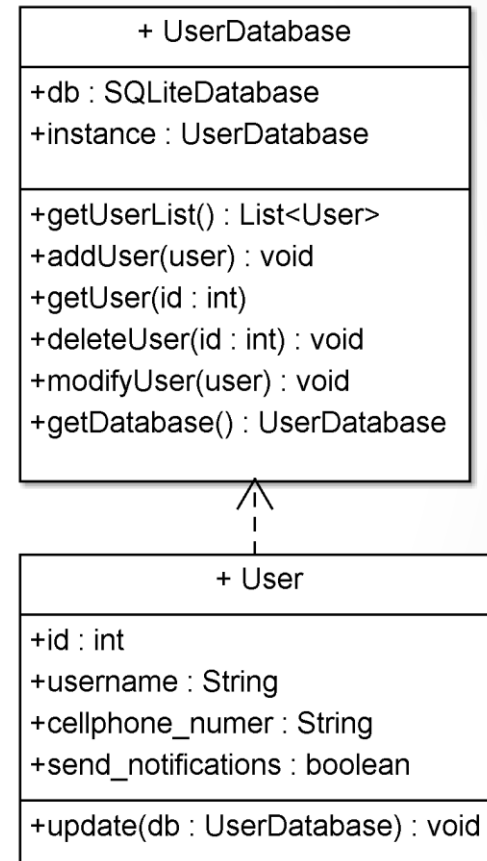 + UserDatabase
+db : SQLiteDatabase
+instance : UserDatabase
+getUserList() : List<User>
+addUser(user) : void
+getUser(id : int)
+deleteUser(id : int) : void
+modifyUser(user) : void
+getDatabase() : UserDatabase
+ User
+id : int
+username : String
+cellphone_numer : String
+send_notifications : boolean
+update(db : UserDatabase) : void